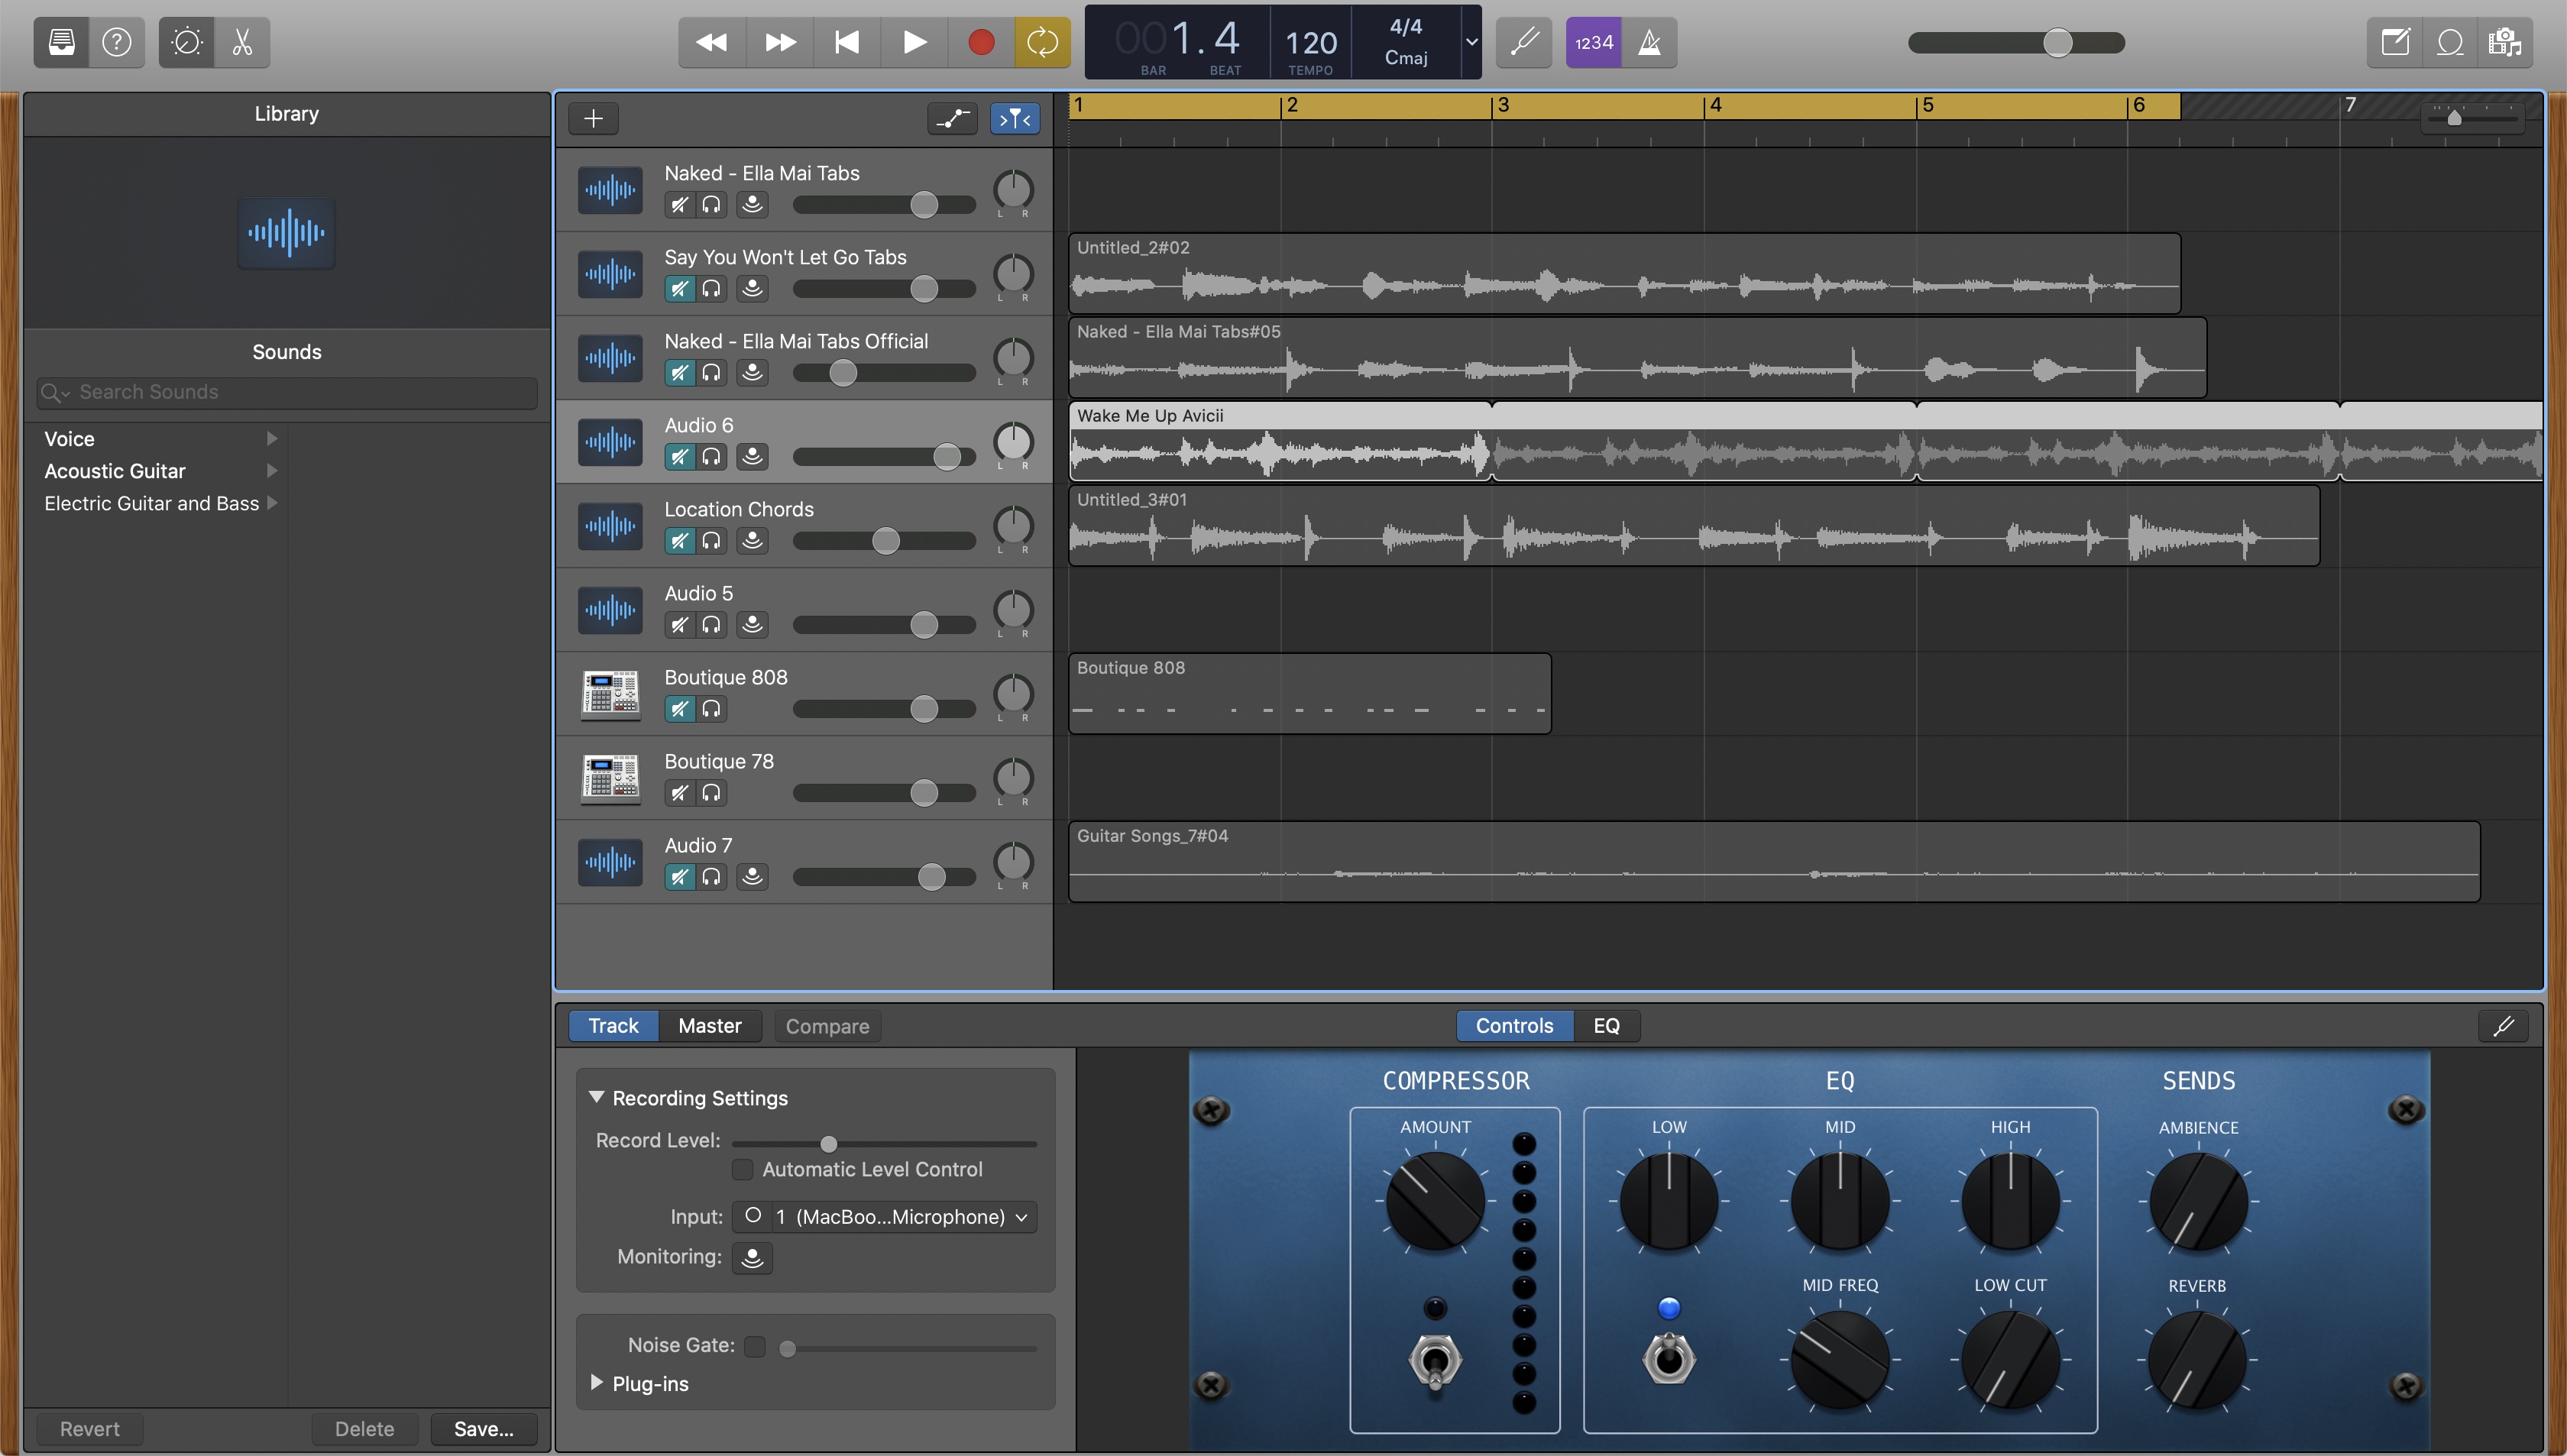 001.4
BAR
BEAT
120
TEMPO
4/4
Cmaj
1234
Library
Sounds
Search Sounds
Voice
Acoustic Guitar
Electric Guitar and Bass
Revert
Delete
Save...
1
2
3
4
5
6
7
Naked - Ella Mai Tabs
L R
Say You Won't Let Go Tabs
L R
Untitled_2#02
Naked - Ella Mai Tabs Official
L R
Naked - Ella Mai Tabs#05
Audio 6
L R
Wake Me Up Avicii
Location Chords
L R
Untitled_3#01
Audio 5
L R
Boutique 808
L R
Boutique 808
Boutique 78
L R
Audio 7
L R
Guitar Songs_7#04
Track
Master
Compare
Controls
EQ
Recording Settings
Record Level:
Automatic Level Control
Input:
1 (MacBoo...Microphone)
Monitoring:
Noise Gate:
Plug-ins
COMPRESSOR
EQ
SENDS
AMOUNT
LOW
MID
HIGH
AMBIENCE
MID FREQ
LOW CUT
REVERB